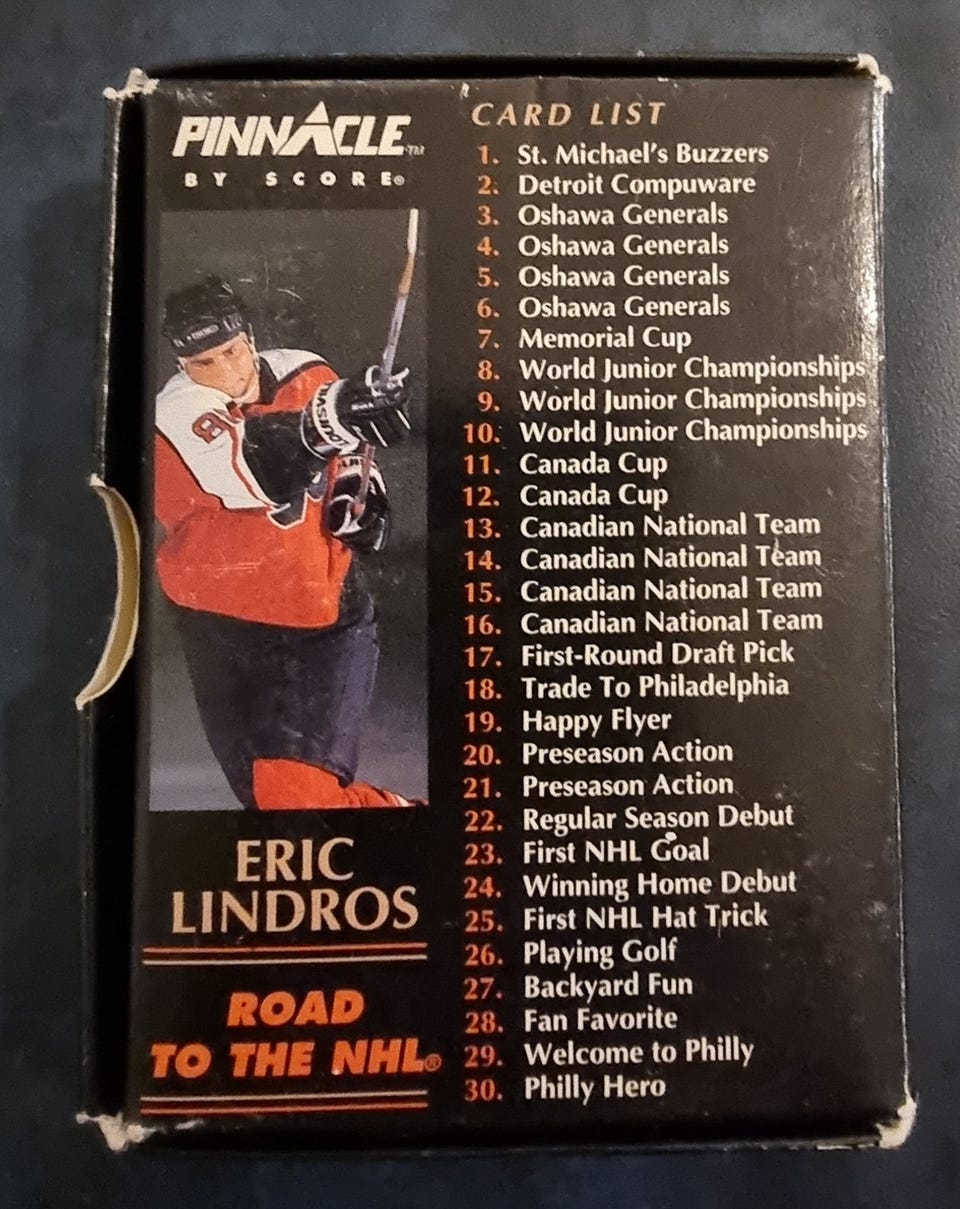 PINNACLE™
BY SCORE®
ERIC
LINDROS
ROAD
TO THE NHL®
CARD LIST
1. St. Michael's Buzzers
2. Detroit Compuware
3. Oshawa Generals
4. Oshawa Generals
5. Oshawa Generals
6. Oshawa Generals
7. Memorial Cup
8. World Junior Championships
9. World Junior Championships
10. World Junior Championships
11. Canada Cup
12. Canada Cup
13. Canadian National Team
14. Canadian National Team
15. Canadian National Team
16. Canadian National Team
17. First-Round Draft Pick
18. Trade To Philadelphia
19. Happy Flyer
20. Preseason Action
21. Preseason Action
22. Regular Season Debut
23. First NHL Goal
24. Winning Home Debut
25. First NHL Hat Trick
26. Playing Golf
27. Backyard Fun
28. Fan Favorite
29. Welcome to Philly
30. Philly Hero